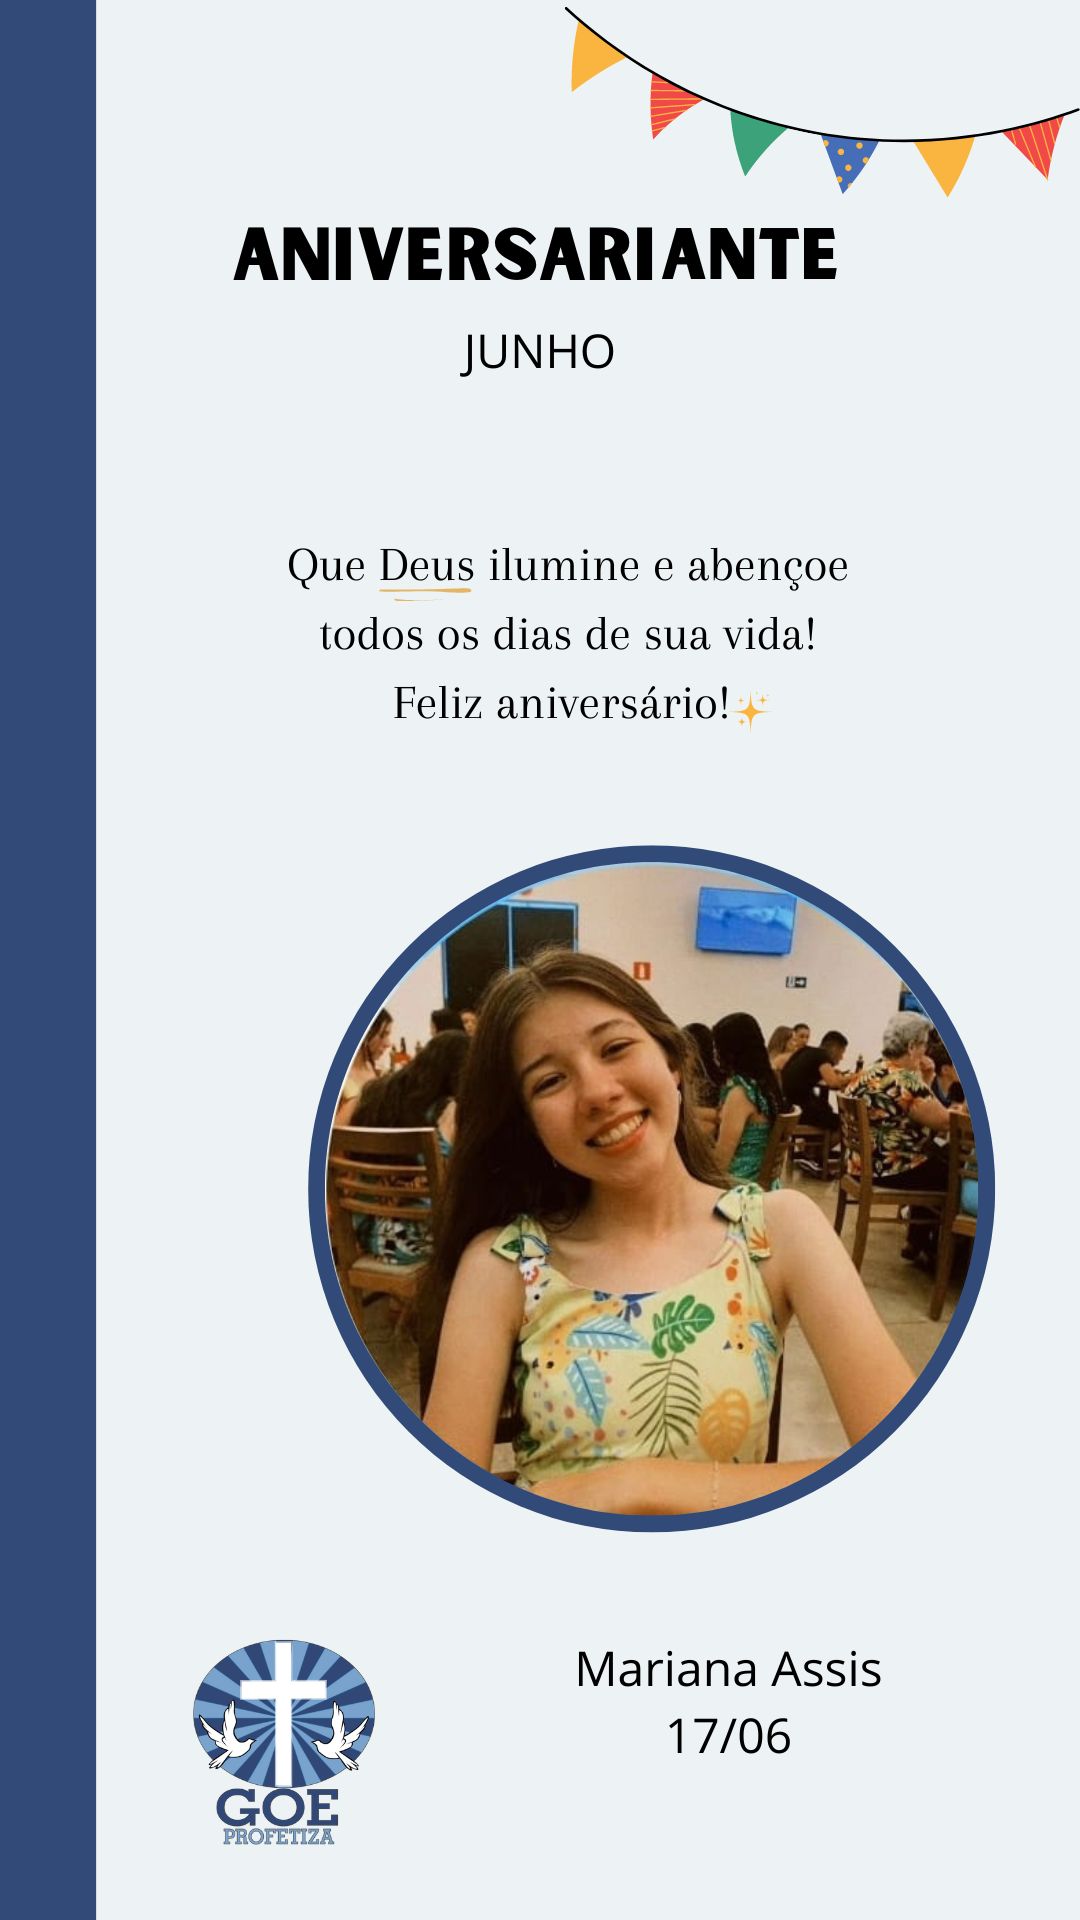 ANIVERSARIANTE
JUNHO
Que Deus ilumine e abençoe
todos os dias de sua vida!
Feliz aniversário!
Mariana Assis
17/06
GOE
PROFETIZA